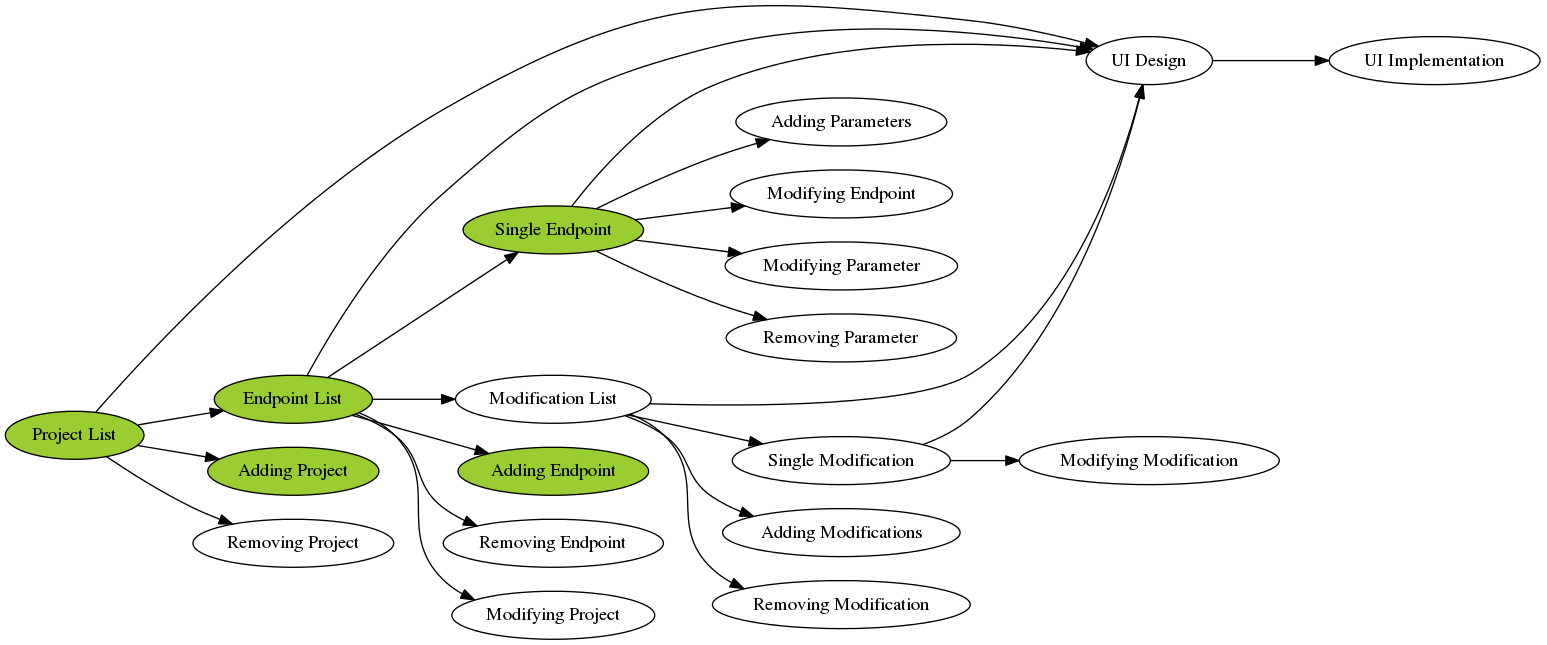 UI Design
UI Implementation
Adding Parameters
Modifying Endpoint
Single Endpoint
Modifying Parameter
Removing Parameter
Endpoint List
Modification List
Project List
Single Modification
Modifying Modification
Adding Project
Adding Endpoint
Adding Modifications
Removing Project
Removing Endpoint
Removing Modification
Modifying Project